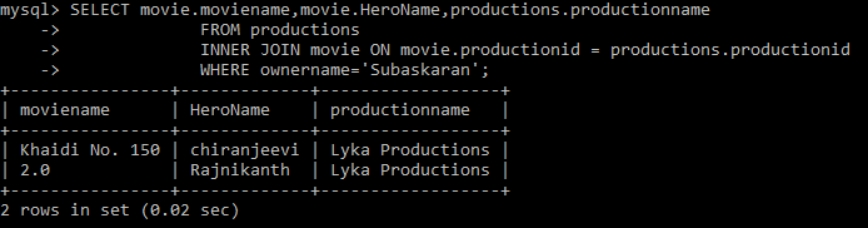 mysql> SELECT movie.moviename,movie.HeroName,productions.productionname
    ->             FROM productions
    ->             INNER JOIN movie ON movie.productionid = productions.productionid
    ->             WHERE ownername='Subaskaran';
+----------------+-------------+------------------+
| moviename      | HeroName    | productionname   |
+----------------+-------------+------------------+
| Khaidi No. 150 | chiranjeevi | Lyka Productions |
| 2.0            | Rajnikanth  | Lyka Productions |
+----------------+-------------+------------------+
2 rows in set (0.02 sec)